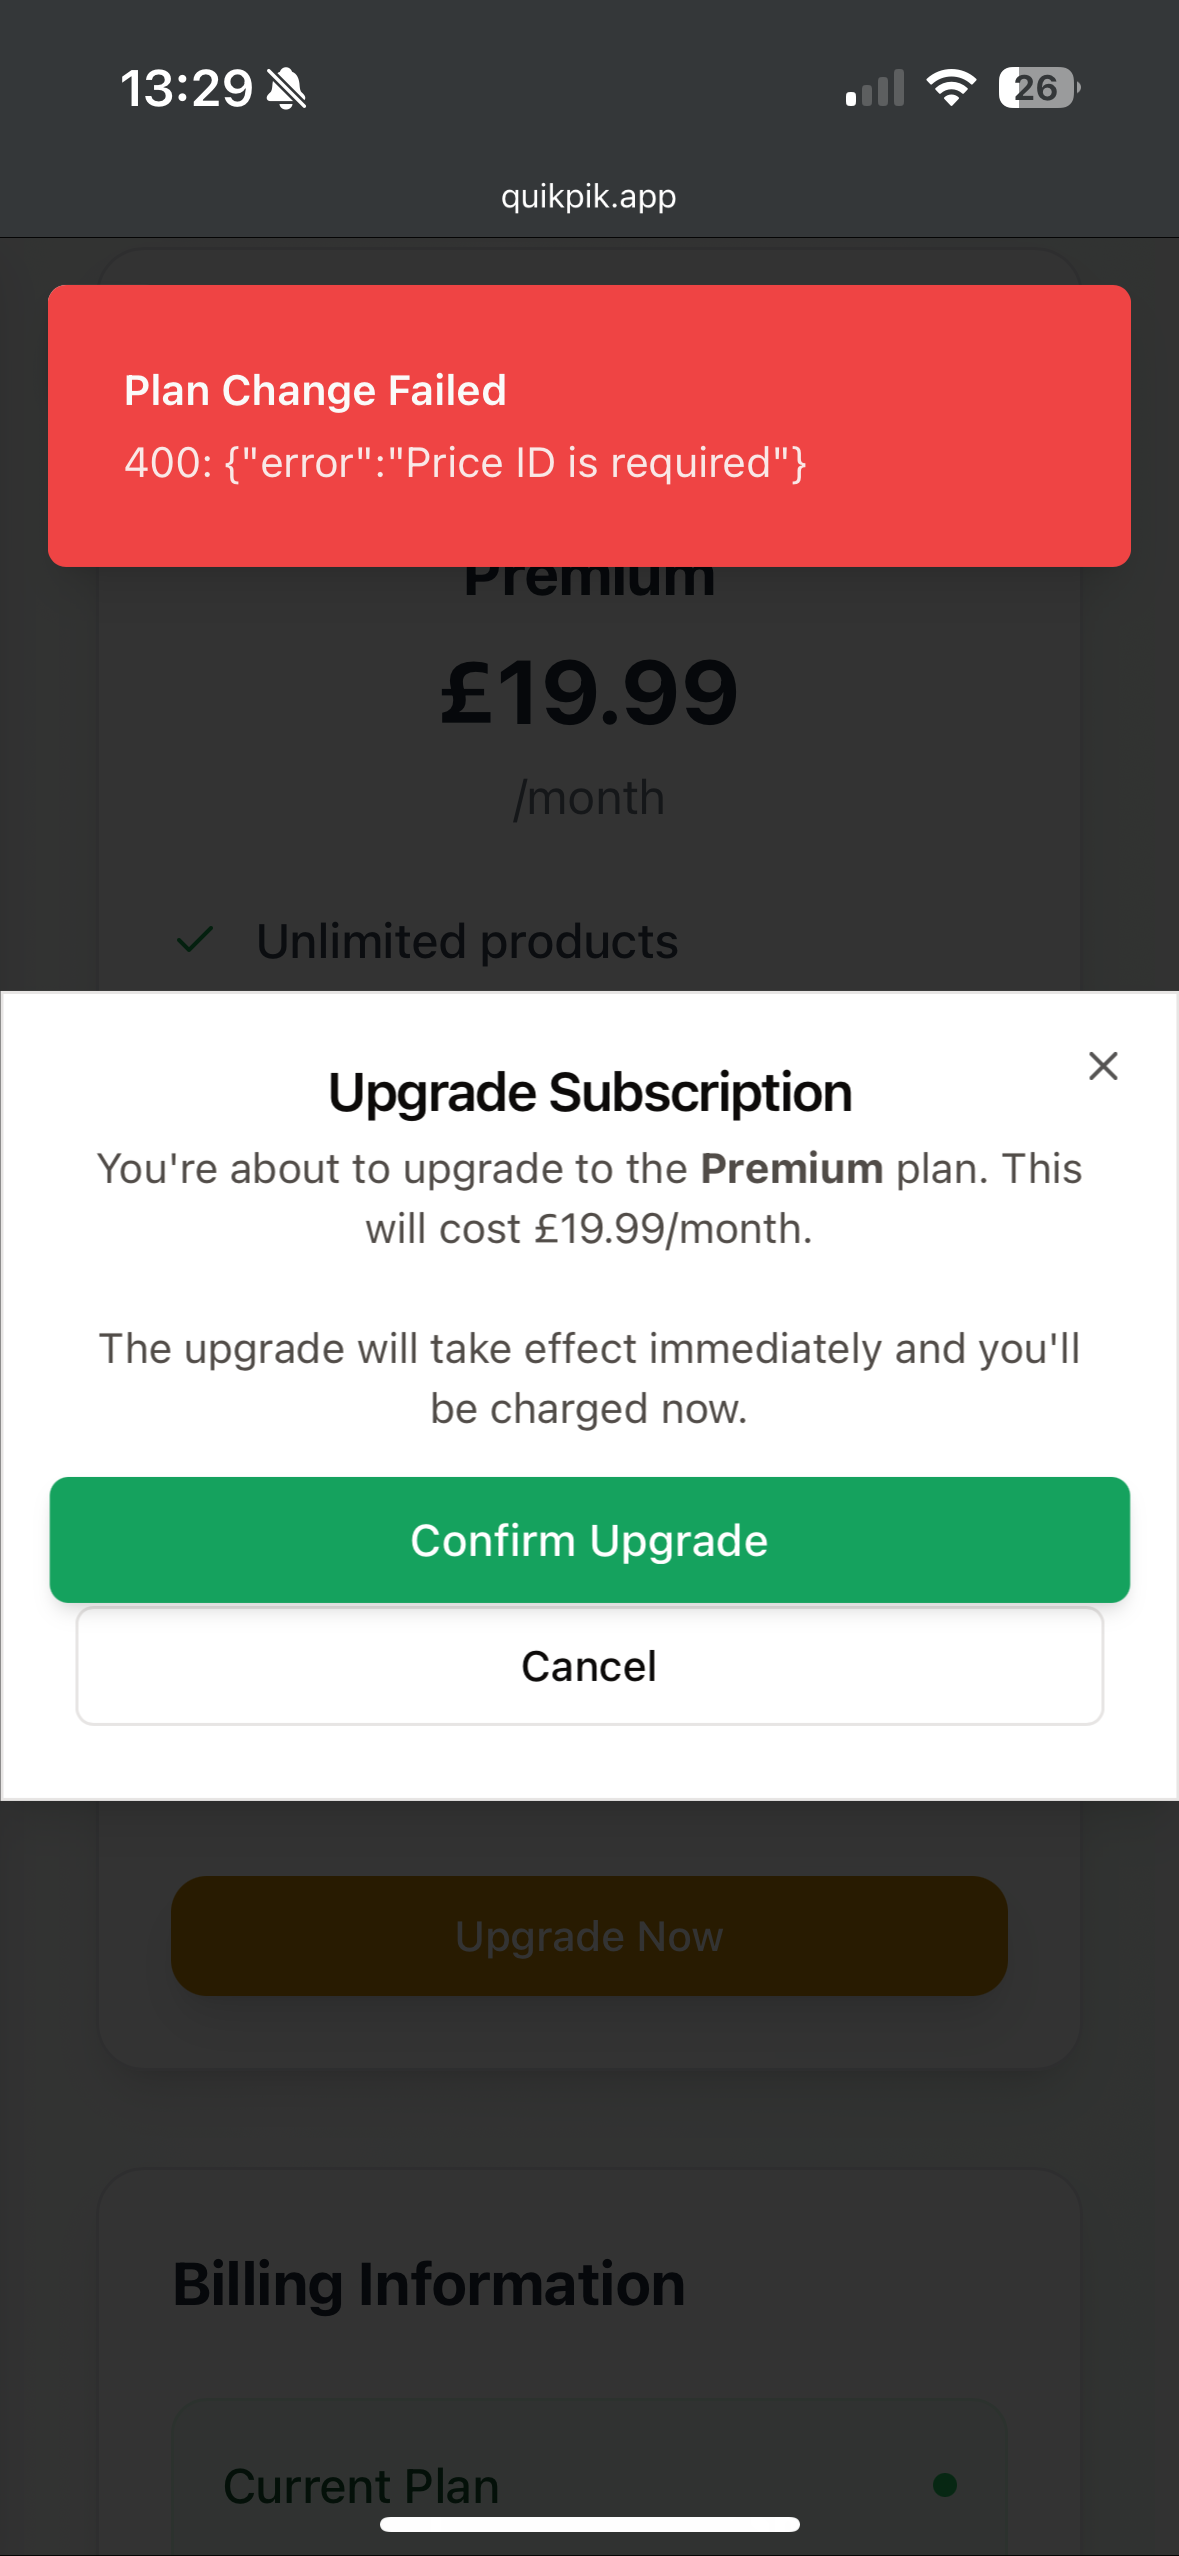 13:29
26
quikpik.app
Plan Change Failed
400: {"error":"Price ID is required"}
Premium
£19.99
/month
Unlimited products
Upgrade Subscription
You're about to upgrade to the Premium plan. This
will cost £19.99/month.
The upgrade will take effect immediately and you'll
be charged now.
Confirm Upgrade
Cancel
Upgrade Now
Billing Information
Current Plan